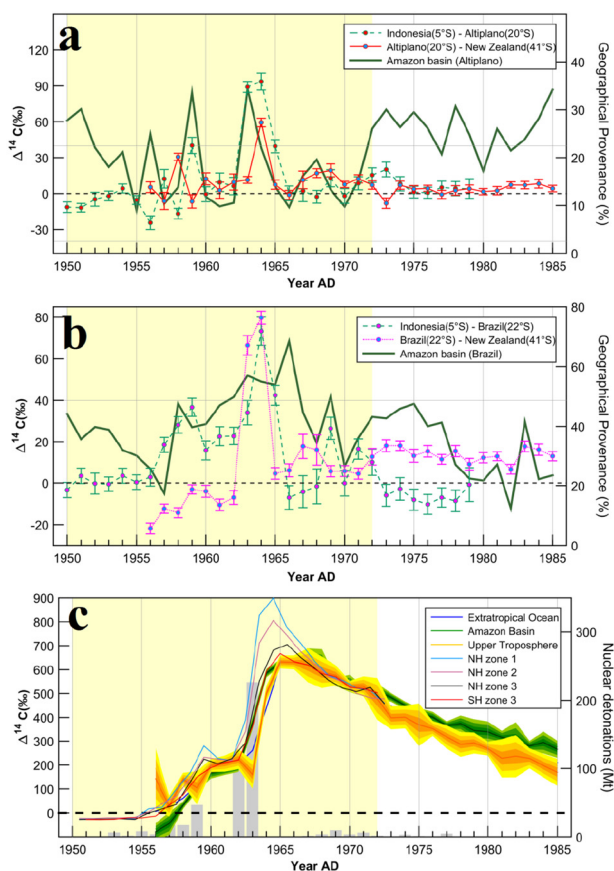 a
Indonesia(5°S) - Altiplano(20°S)
Altiplano(20°S) - New Zealand(41°S)
Amazon basin (Altiplano)
120
90
60
30
0
-30
Δ¹⁴C(‰)
50
40
30
20
10
0
Geographical Provenance (%)
1950 1955 1960 1965 1970 1975 1980 1985
Year AD
b
Indonesia(5°S) - Brazil(22°S)
Brazil(22°S) - New Zealand(41°S)
Amazon basin (Brazil)
80
60
40
20
0
-20
Δ¹⁴C(‰)
80
60
40
20
0
Geographical Provenance (%)
1950 1955 1960 1965 1970 1975 1980 1985
Year AD
c
Extratropical Ocean
Amazon Basin
Upper Troposphere
NH zone 1
NH zone 2
NH zone 3
SH zone 3
900
800
700
600
500
400
300
200
100
0
Δ¹⁴C(‰)
300
200
100
0
Nuclear detonations (Mt)
1950 1955 1960 1965 1970 1975 1980 1985
Year AD